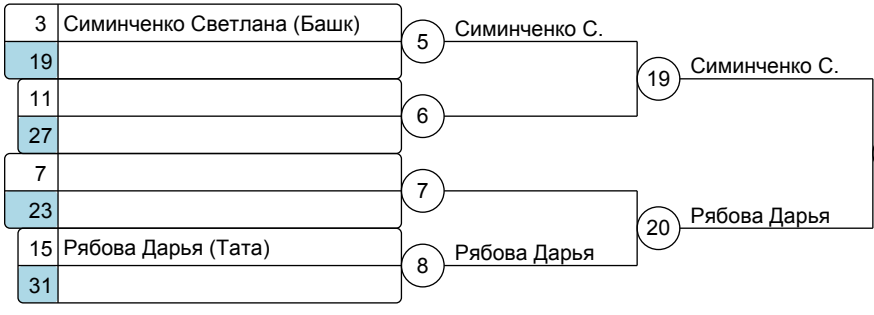 3 Симинченко Светлана (Башк)
19
5 Симинченко С.
11
27
6
19 Симинченко С.
7
23
7
15 Рябова Дарья (Тата)
31
8 Рябова Дарья
20 Рябова Дарья